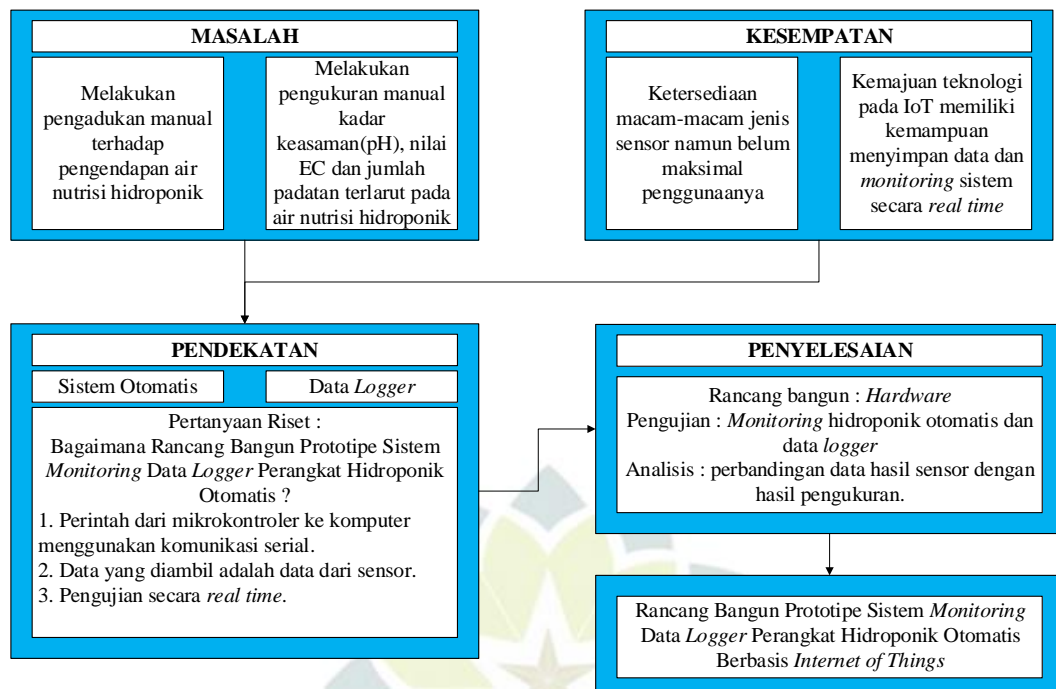 MASALAH
Melakukan
pengadukan manual
terhadap
pengendapan air
nutrisi hidroponik
Melakukan
pengukuran manual
kadar
keasaman(pH), nilai
EC dan jumlah
padatan terlarut pada
air nutrisi hidroponik
KESEMPATAN
Ketersediaan
macam-macam jenis
sensor namun belum
maksimal
penggunaanya
Kemajuan teknologi
pada IoT memiliki
kemampuan
menyimpan data dan
monitoring sistem
secara real time
PENDEKATAN
Sistem Otomatis
Data Logger
Pertanyaan Riset :
Bagaimana Rancang Bangun Prototipe Sistem
Monitoring Data Logger Perangkat Hidroponik
Otomatis ?
1. Perintah dari mikrokontroler ke komputer
menggunakan komunikasi serial.
2. Data yang diambil adalah data dari sensor.
3. Pengujian secara real time.
PENYELESAIAN
Rancang bangun : Hardware
Pengujian : Monitoring hidroponik otomatis dan
data logger
Analisis : perbandingan data hasil sensor dengan
hasil pengukuran.
Rancang Bangun Prototipe Sistem Monitoring
Data Logger Perangkat Hidroponik Otomatis
Berbasis Internet of Things